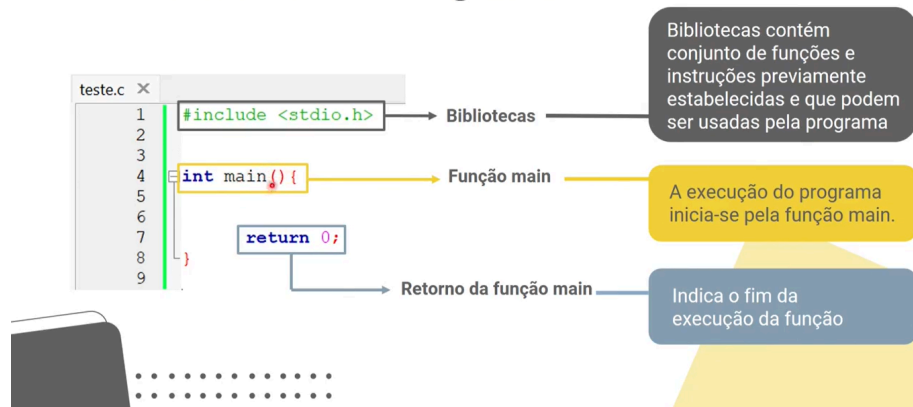 teste.c
1 #include <stdio.h>
2
3
4 int main(){
5
6
7 return 0;
8 }
9
Bibliotecas
Bibliotecas contém
conjunto de funções e
instruções previamente
estabelecidas e que podem
ser usadas pela programa
Função main
A execução do programa
inicia-se pela função main.
Retorno da função main
Indica o fim da
execução da função